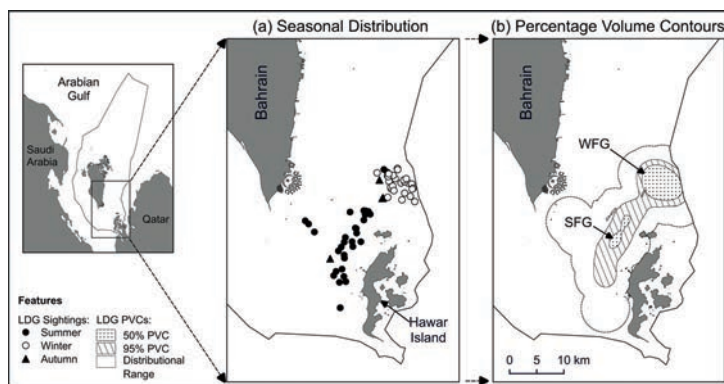 (a) Seasonal Distribution
(b) Percentage Volume Contours
Arabian
Gulf
Saudi
Arabia
Qatar
Bahrain
Hawar
Island
Bahrain
WFG
SFG
0 5 10 km
Features
LDG Sightings:
Summer
Winter
Autumn
LDG PVCs:
50% PVC
95% PVC
Distributional
Range